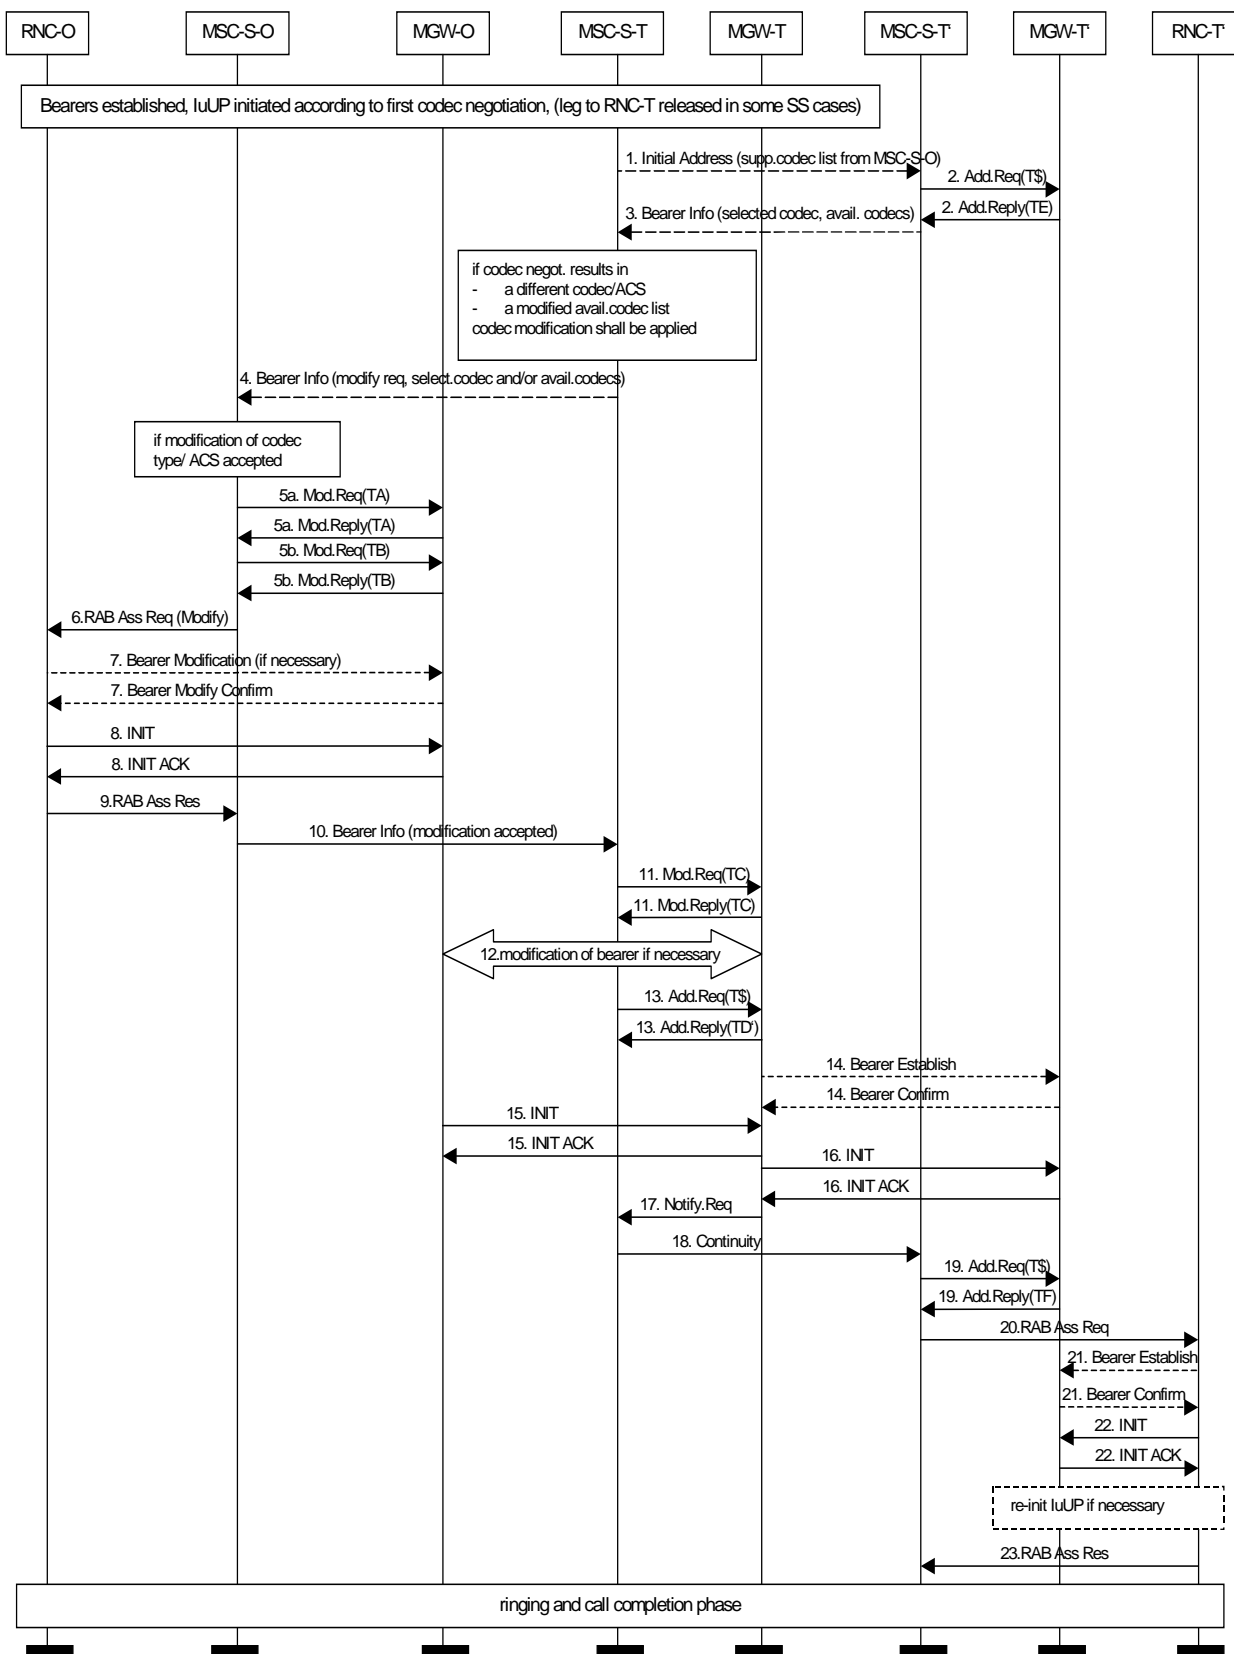 RNC-O
MSC-S-O
MGW-O
MSC-S-T
MGW-T
MSC-S-T'
MGW-T'
RNC-T'
Bearers established, IuUP initiated according to first codec negotiation, (leg to RNC-T released in some SS cases)
1. Initial Address (supp.codec list from MSC-S-O)
2. Add.Req(T$)
2. Add.Reply(TE)
3. Bearer Info (selected codec, avail. codecs)
if codec negot. results in
- a different codec/ACS
- a modified avail.codec list
codec modification shall be applied
4. Bearer Info (modify req, select.codec and/or avail.codecs)
if modification of codec
type/ ACS accepted
5a. Mod.Req(TA)
5a. Mod.Reply(TA)
5b. Mod.Req(TB)
5b. Mod.Reply(TB)
6.RAB Ass Req (Modify)
7. Bearer Modification (if necessary)
7. Bearer Modify Confirm
8. INIT
8. INIT ACK
9.RAB Ass Res
10. Bearer Info (modification accepted)
11. Mod.Req(TC)
11. Mod.Reply(TC)
12.modification of bearer if necessary
13. Add.Req(T$)
13. Add.Reply(TD')
14. Bearer Establish
14. Bearer Confirm
15. INIT
15. INIT ACK
16. INIT
16. INIT ACK
17. Notify.Req
18. Continuity
19. Add.Req(T$)
19. Add.Reply(TF)
20.RAB Ass Req
21. Bearer Establish
21. Bearer Confirm
22. INIT
22. INIT ACK
re-init IuUP if necessary
23.RAB Ass Res
ringing and call completion phase